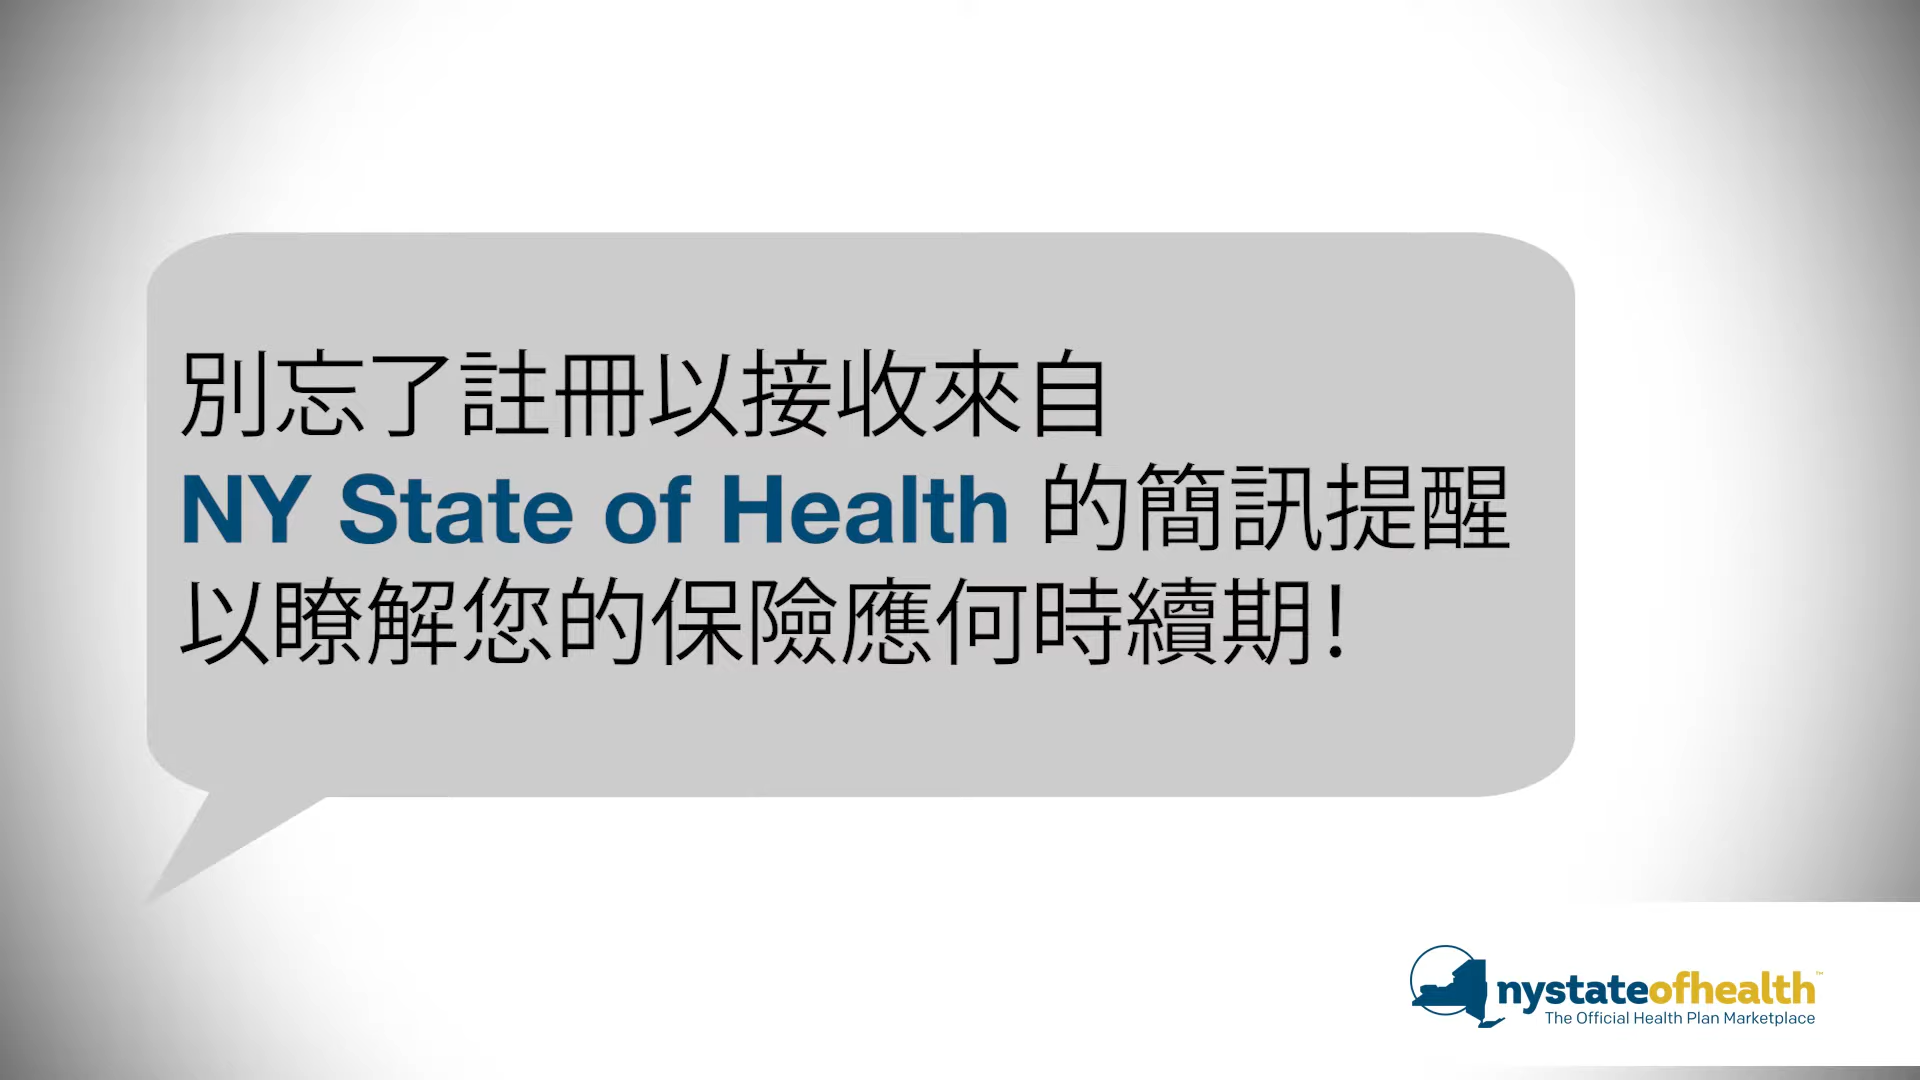 別忘了註冊以接收來自
NY State of Health 的簡訊提醒
以瞭解您的保險應何時續期！
nystateofhealth™
The Official Health Plan Marketplace